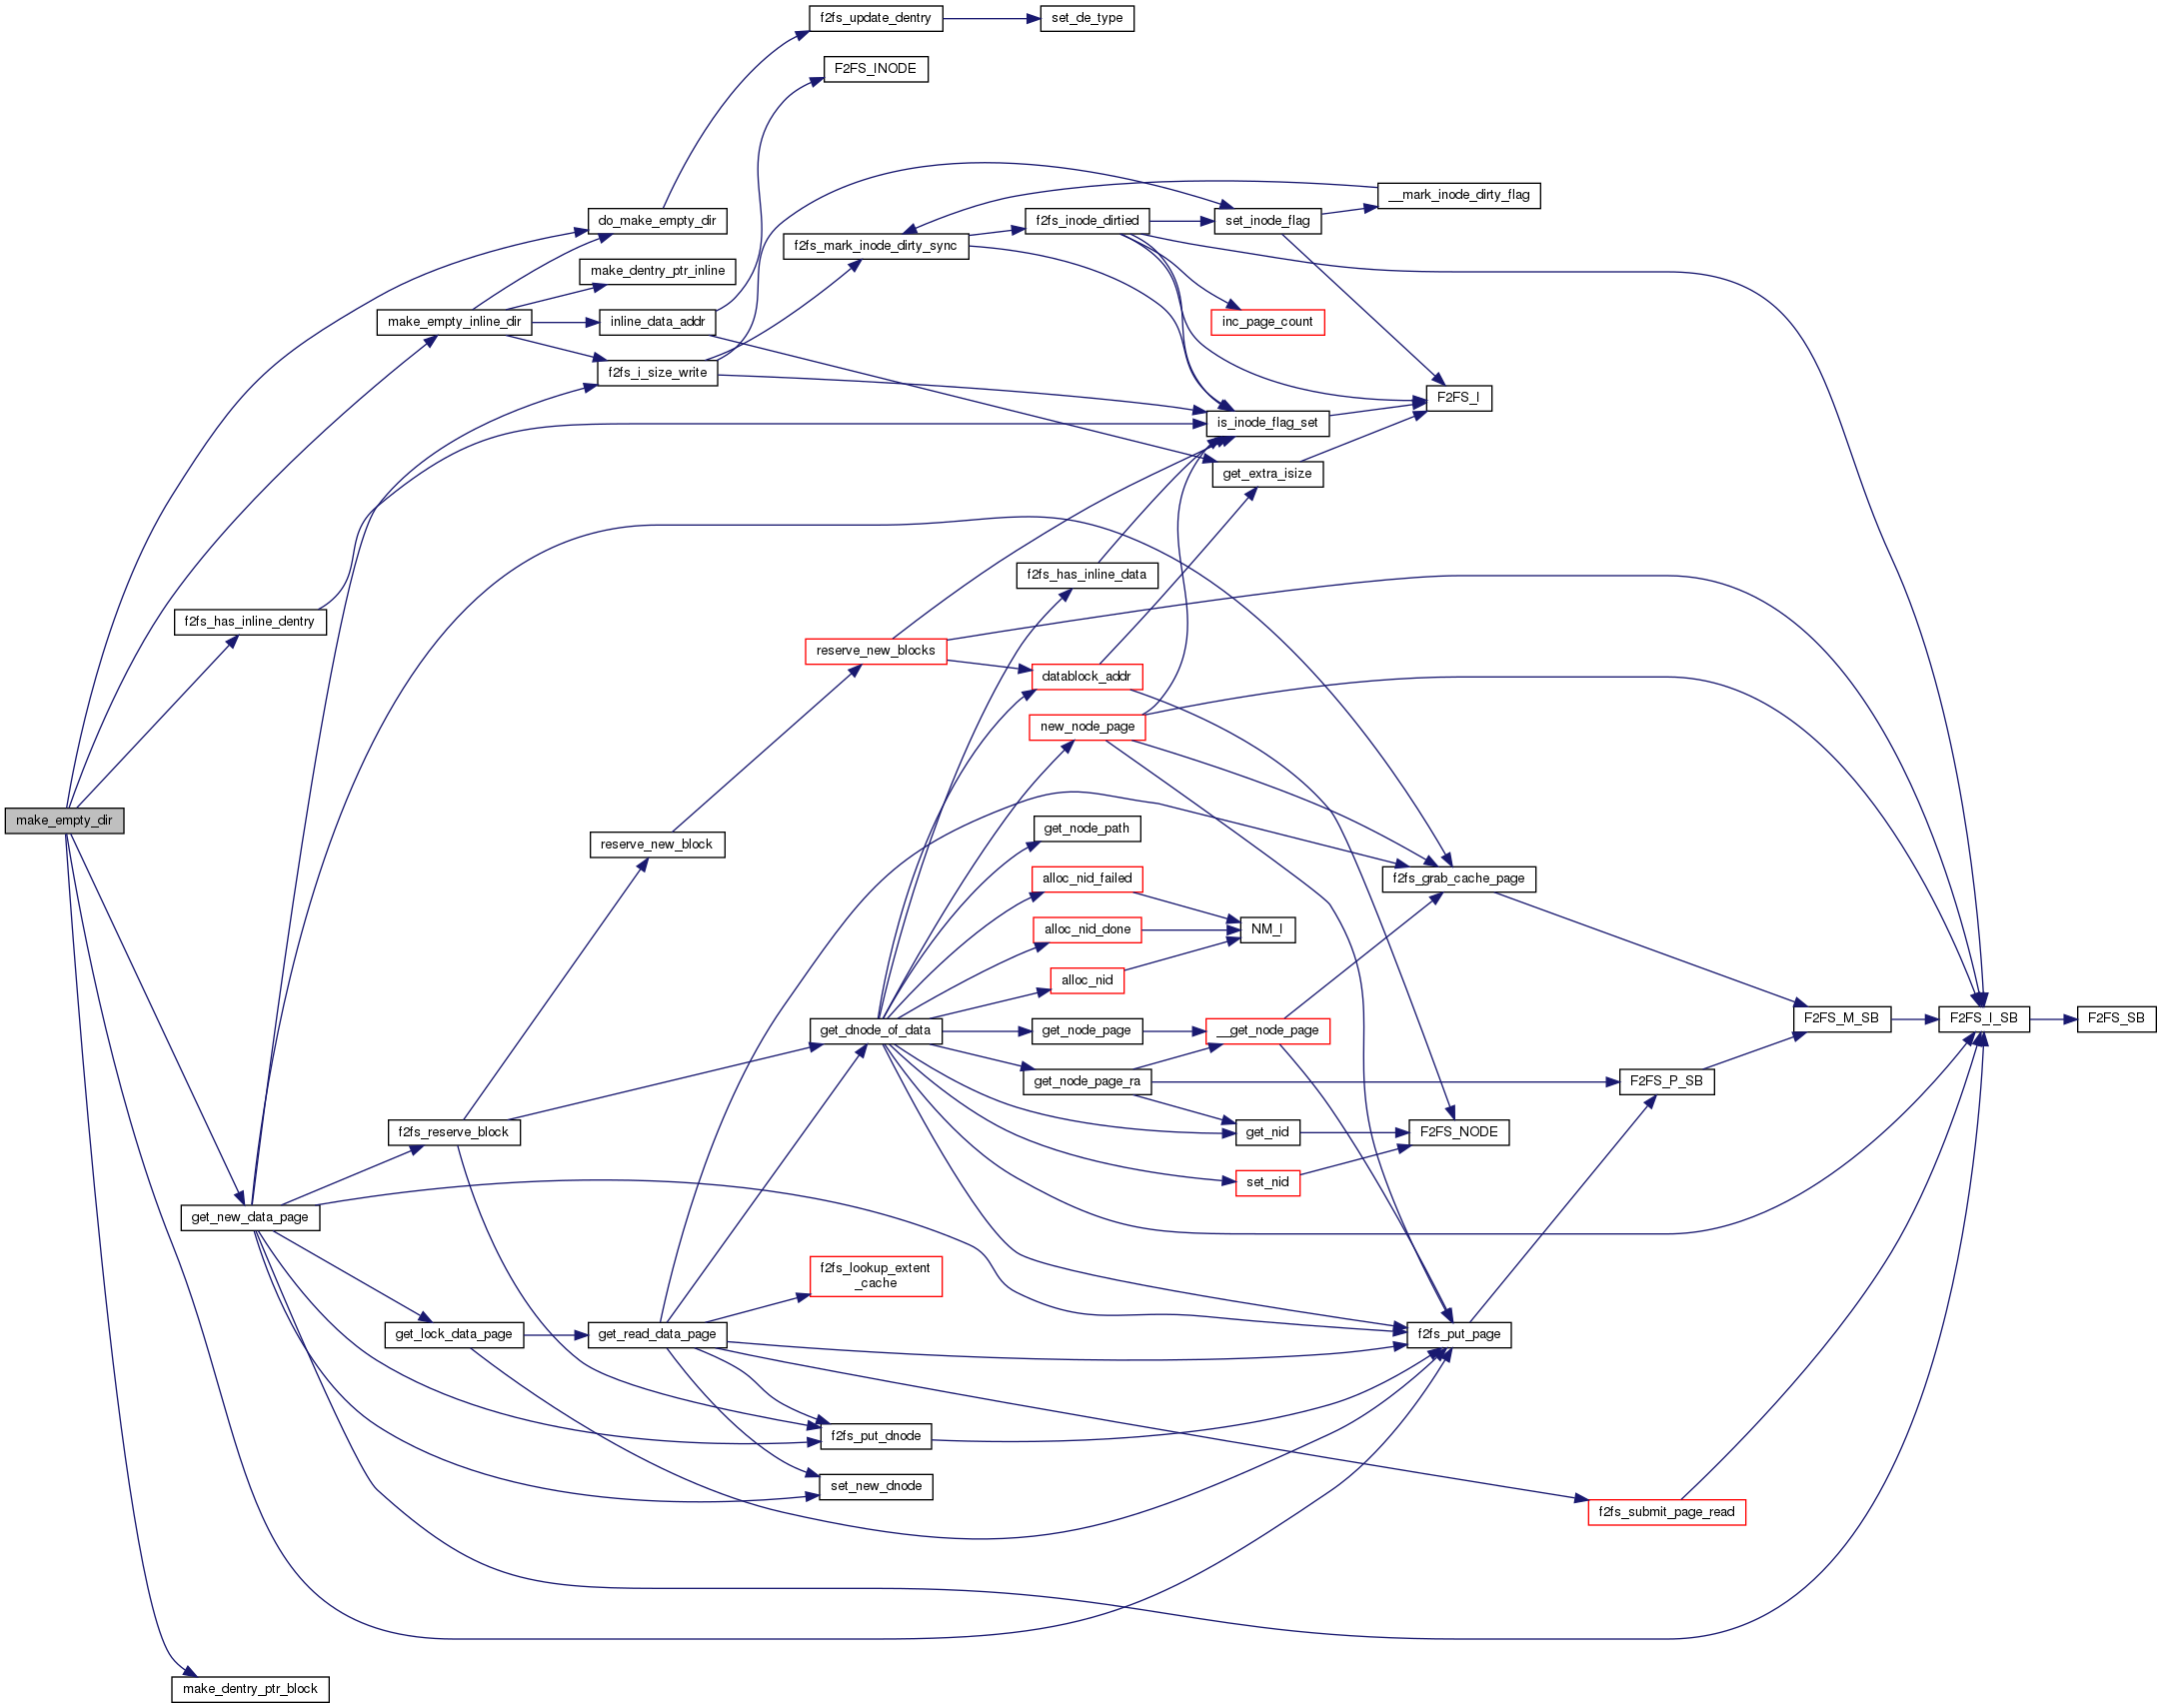 f2fs_update_dentry
set_de_type
F2FS_INODE
__mark_inode_dirty_flag
do_make_empty_dir
f2fs_inode_dirtied
set_inode_flag
f2fs_mark_inode_dirty_sync
make_dentry_ptr_inline
make_empty_inline_dir
inline_data_addr
inc_page_count
f2fs_i_size_write
F2FS_I
is_inode_flag_set
get_extra_isize
f2fs_has_inline_data
f2fs_has_inline_dentry
reserve_new_blocks
datablock_addr
new_node_page
make_empty_dir
get_node_path
reserve_new_block
alloc_nid_failed
f2fs_grab_cache_page
alloc_nid_done
NM_I
alloc_nid
get_dnode_of_data
get_node_page
__get_node_page
F2FS_M_SB
F2FS_I_SB
F2FS_SB
get_node_page_ra
F2FS_P_SB
f2fs_reserve_block
get_nid
F2FS_NODE
set_nid
get_new_data_page
f2fs_lookup_extent
_cache
get_lock_data_page
get_read_data_page
f2fs_put_page
f2fs_put_dnode
set_new_dnode
f2fs_submit_page_read
make_dentry_ptr_block